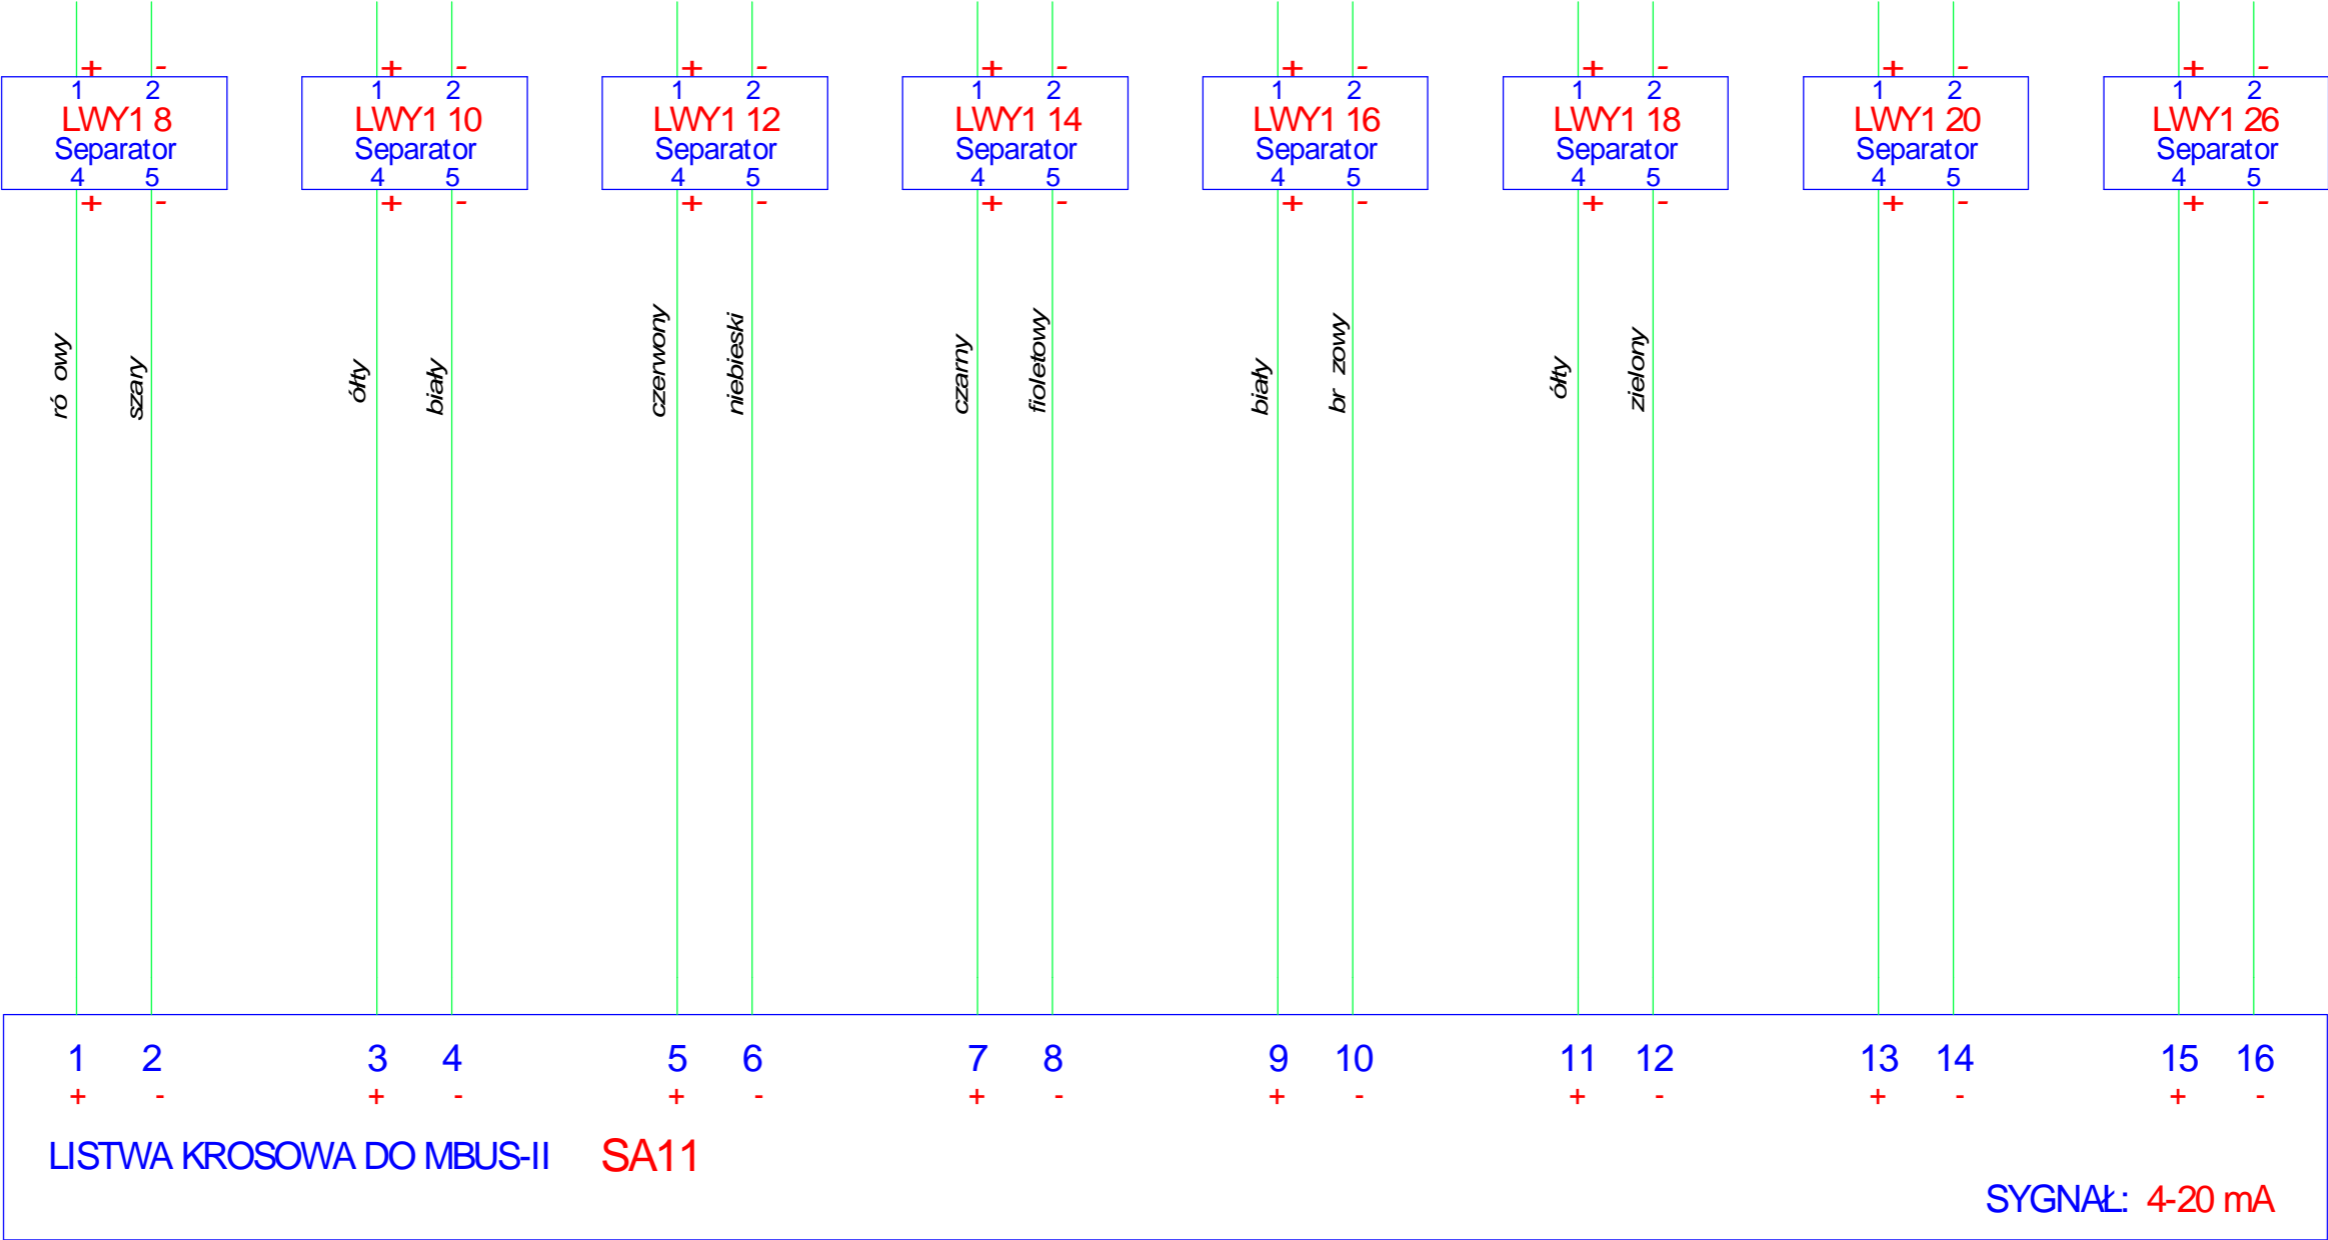 + - + - + - + - + - + - + - + -
1 2 1 2 1 2 1 2 1 2 1 2 1 2 1 2
LWY1 8 LWY1 10 LWY1 12 LWY1 14 LWY1 16 LWY1 18 LWY1 20 LWY1 26
Separator Separator Separator Separator Separator Separator Separator Separator
4 5 4 5 4 5 4 5 4 5 4 5 4 5 4 5
+ - + - + - + - + - + - + - + -
ró owy
szary
ółty
biały
czerwony
niebieski
czarny
fioletowy
biały
br zowy
ółty
zielony
1 2 3 4 5 6 7 8 9 10 11 12 13 14 15 16
+ - + - + - + - + - + - + - + -
LISTWA KROSOWA DO MBUS-II SA11
SYGNAŁ: 4-20 mA